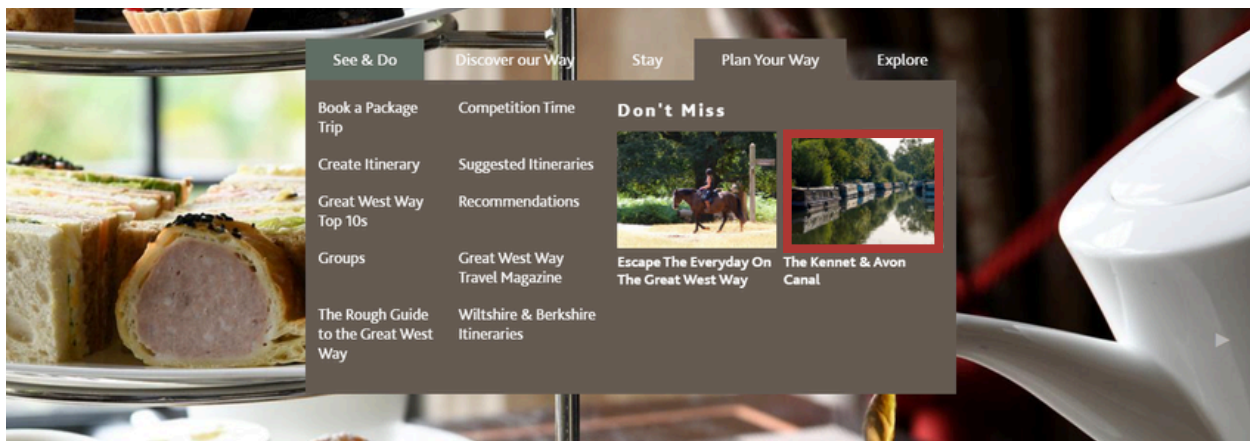 See & Do
Discover our Way
Stay
Plan Your Way
Explore
Book a Package
Trip
Create Itinerary
Great West Way
Top 10s
Groups
The Rough Guide
to the Great West
Way
Competition Time
Suggested Itineraries
Recommendations
Great West Way
Travel Magazine
Wiltshire & Berkshire
Itineraries
Don't Miss
Escape The Everyday On
The Great West Way
The Kennet & Avon
Canal